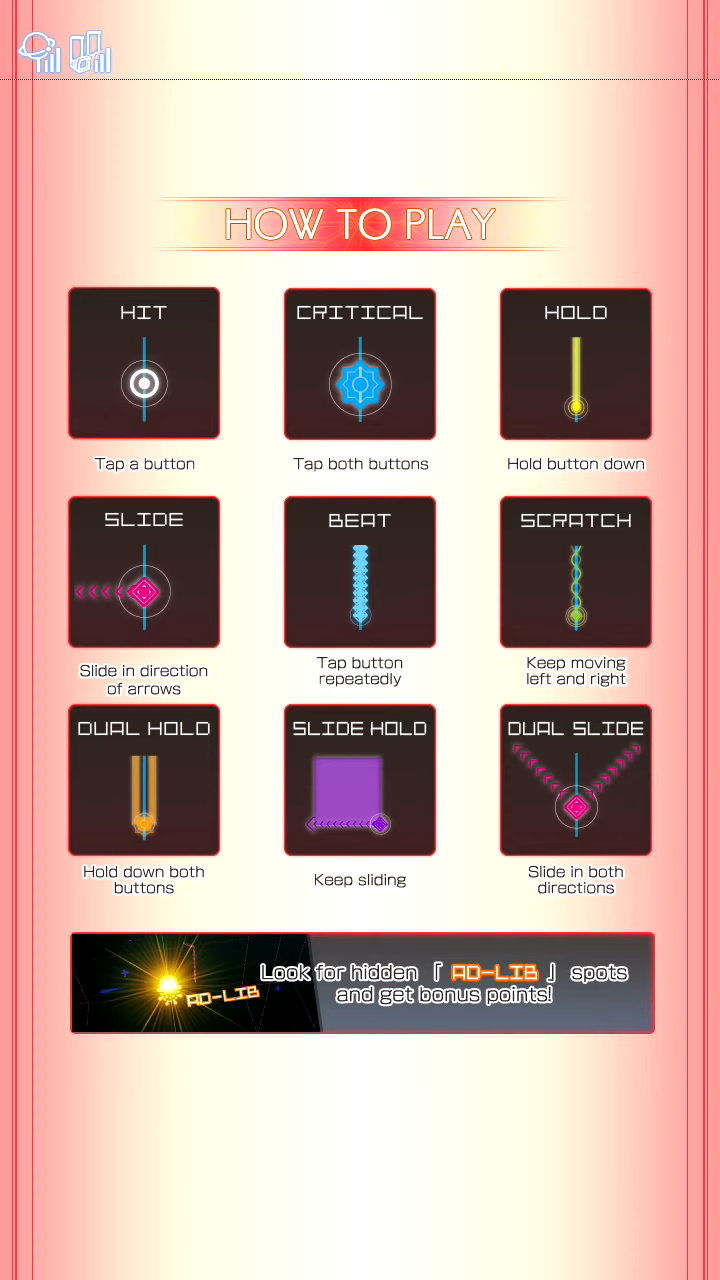 HOW TO PLAY
HIT
CRITICAL
HOLD
Tap a button
Tap both buttons
Hold button down
SLIDE
BEAT
SCRATCH
Slide in direction
of arrows
Tap button
repeatedly
Keep moving
left and right
DUAL HOLD
SLIDE HOLD
DUAL SLIDE
Hold down both
buttons
Keep sliding
Slide in both
directions
AD-LIB
Look for hidden 「 AD-LIB 」 spots
and get bonus points!